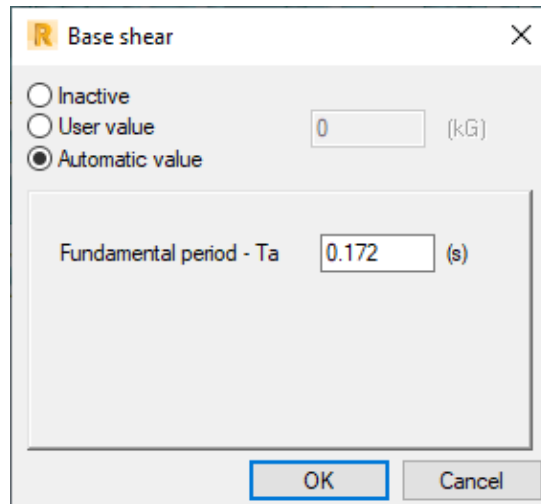 R Base shear
Inactive
User value 0 (kG)
Automatic value
Fundamental period - Ta 0.172 (s)
OK Cancel